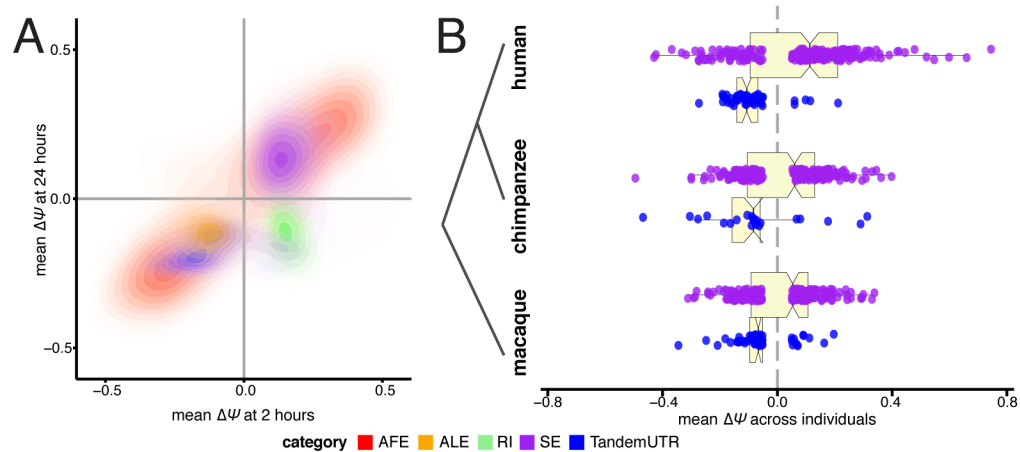 A
B
mean ΔΨ at 24 hours
0.5
0.0
−0.5
−0.5
0.0
0.5
mean ΔΨ at 2 hours
human
chimpanzee
macaque
−0.8
−0.4
0.0
0.4
0.8
mean ΔΨ across individuals
category AFE ALE RI SE TandemUTR